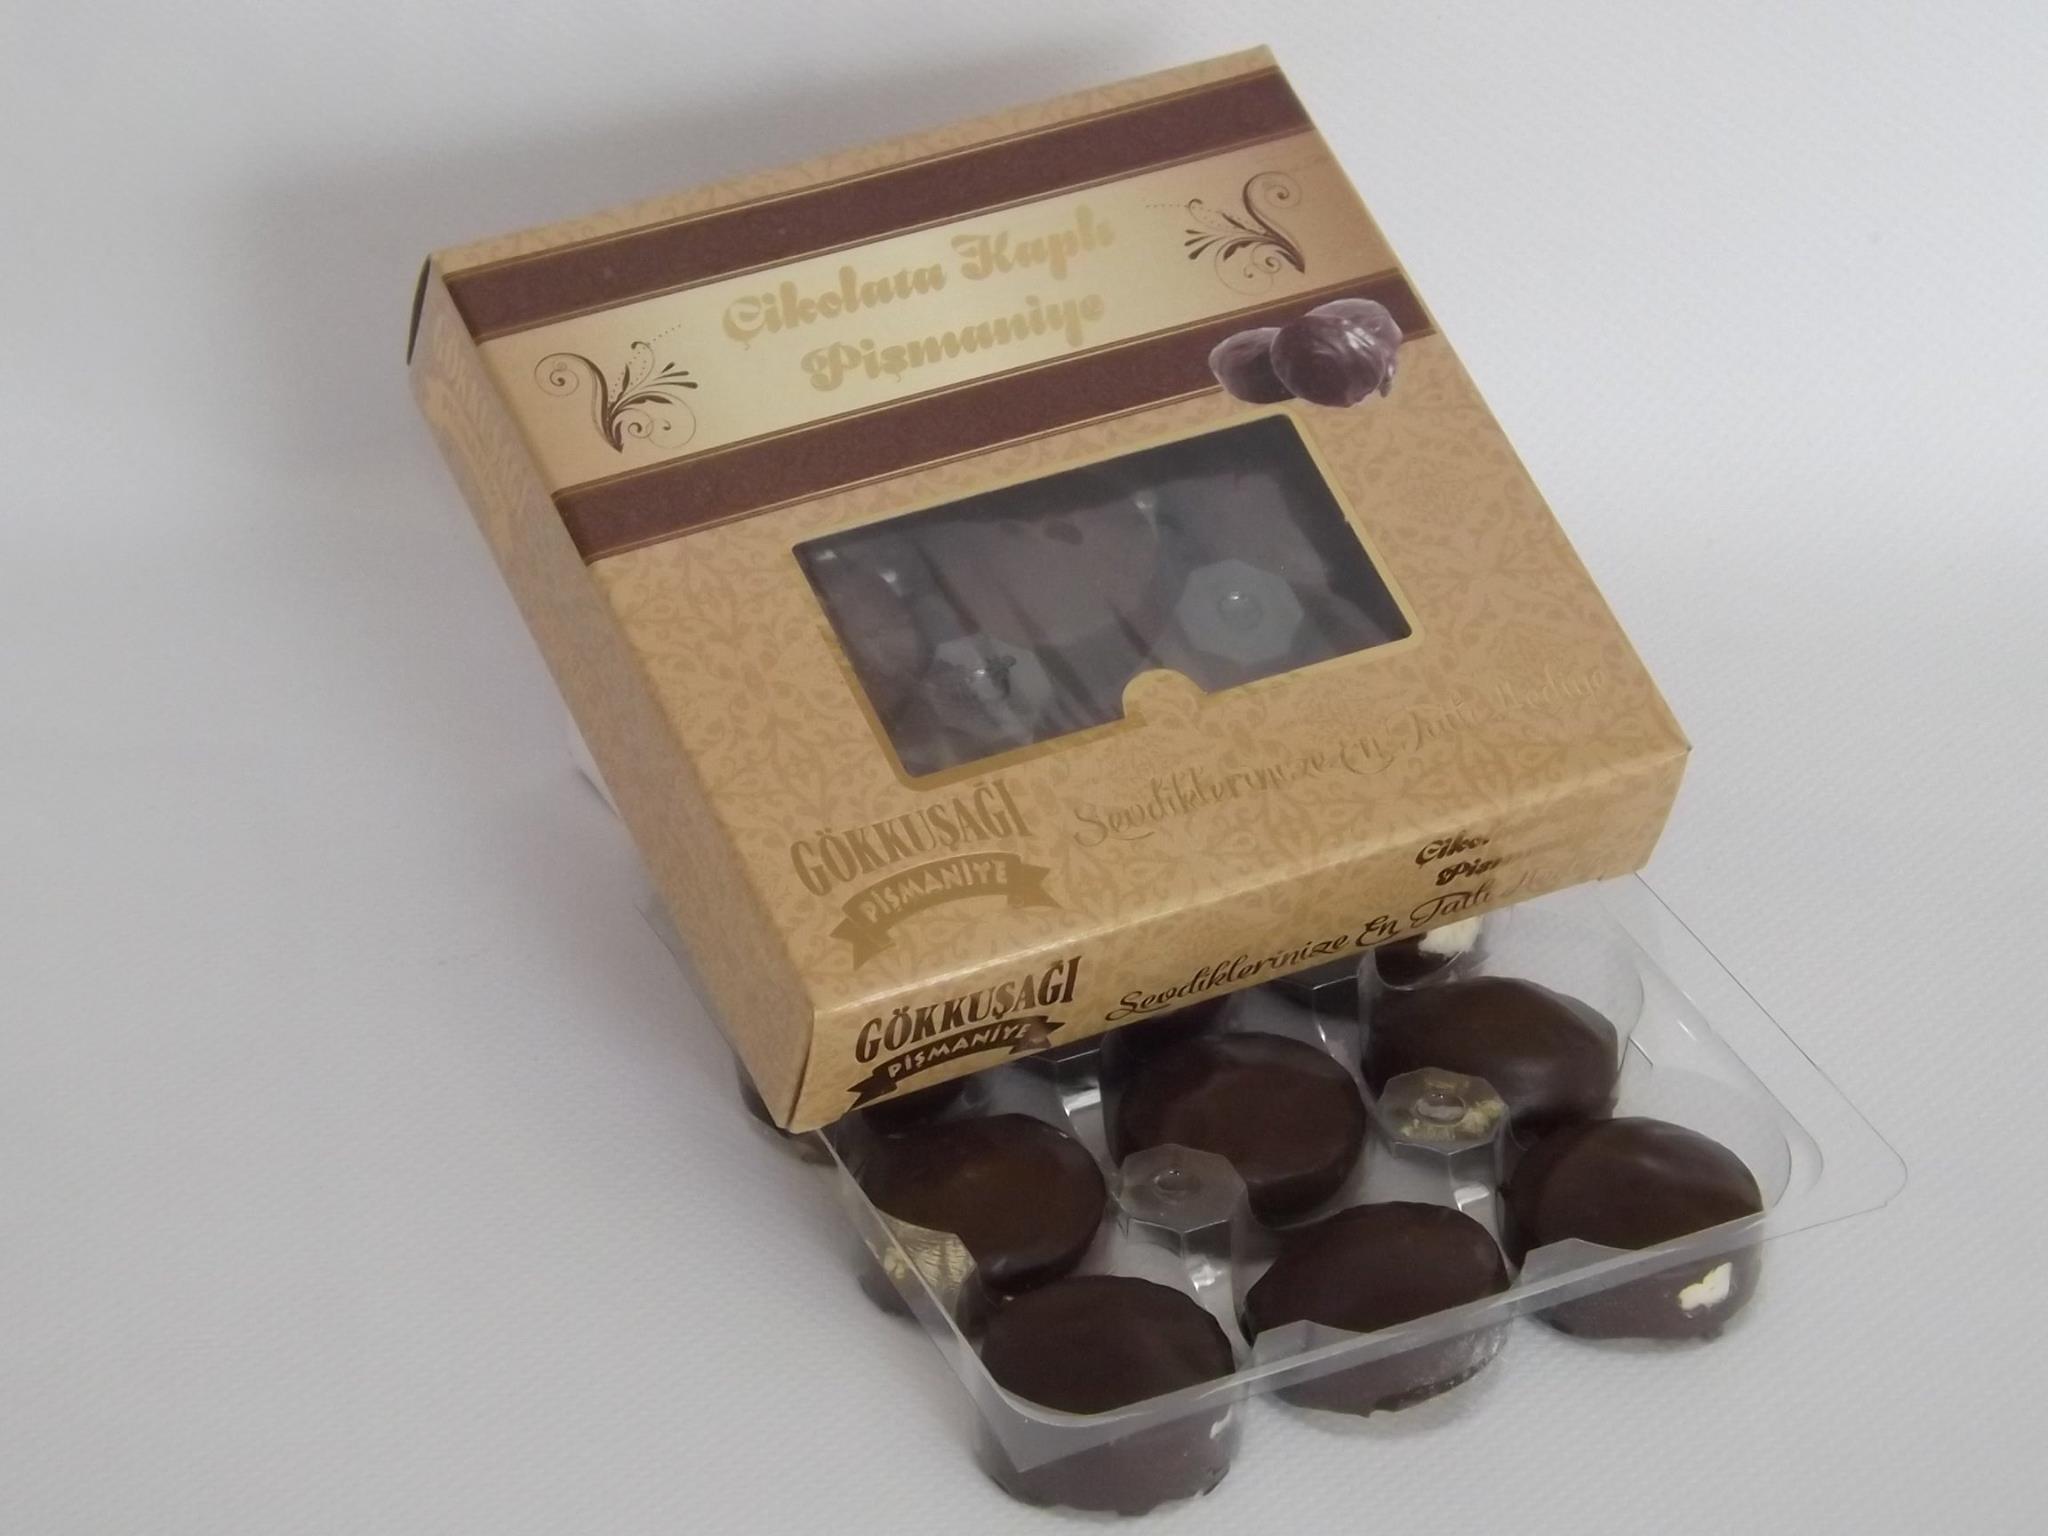 Çikolata Kaplı
Pişmaniye
GÖKKUŞAĞI
PİŞMANİYE
Sevdiklerinize En Tatlı Hediye
GÖKKUŞAĞI
PİŞMANİYE
Sevdiklerinize En Tatlı